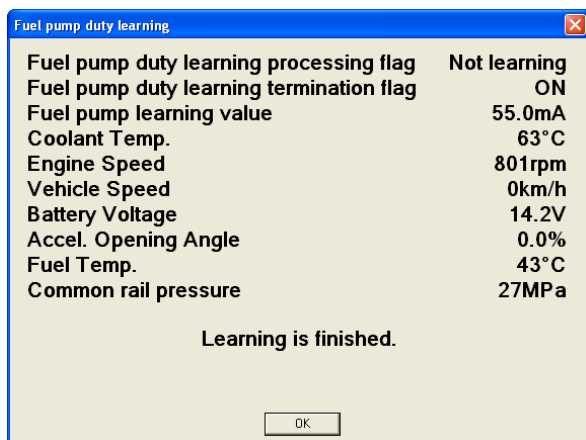 Fuel pump duty learning
Fuel pump duty learning processing flag Not learning
Fuel pump duty learning termination flag ON
Fuel pump learning value 55.0mA
Coolant Temp. 63°C
Engine Speed 801rpm
Vehicle Speed 0km/h
Battery Voltage 14.2V
Accel. Opening Angle 0.0%
Fuel Temp. 43°C
Common rail pressure 27MPa
Learning is finished.
OK